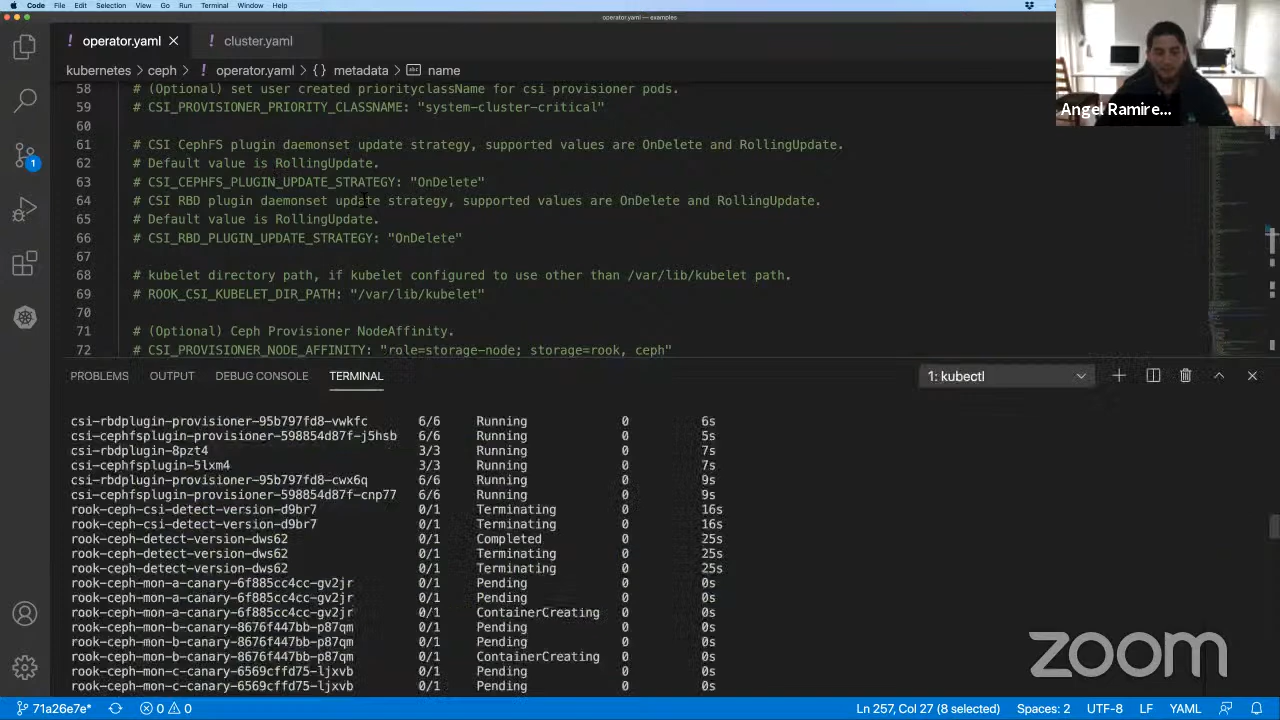 Code File Edit Selection View Go Run Terminal Window Help
operator.yaml — examples
! operator.yaml × ! cluster.yaml
kubernetes > ceph > ! operator.yaml > {} metadata > abc name
58 # (Optional) set user created priorityclassName for csi provisioner pods.
59 # CSI_PROVISIONER_PRIORITY_CLASSNAME: "system-cluster-critical"
60
61 # CSI CephFS plugin daemonset update strategy, supported values are OnDelete and RollingUpdate.
62 # Default value is RollingUpdate.
63 # CSI_CEPHFS_PLUGIN_UPDATE_STRATEGY: "OnDelete"
64 # CSI RBD plugin daemonset update strategy, supported values are OnDelete and RollingUpdate.
65 # Default value is RollingUpdate.
66 # CSI_RBD_PLUGIN_UPDATE_STRATEGY: "OnDelete"
67
68 # kubelet directory path, if kubelet configured to use other than /var/lib/kubelet path.
69 # ROOK_CSI_KUBELET_DIR_PATH: "/var/lib/kubelet"
70
71 # (Optional) Ceph Provisioner NodeAffinity.
72 # CSI_PROVISIONER_NODE_AFFINITY: "role=storage-node; storage=rook, ceph"
Angel Ramire...
1
PROBLEMS OUTPUT DEBUG CONSOLE TERMINAL 1: kubectl
csi-rbdplugin-provisioner-95b797fd8-vwkfc 6/6 Running 0 6s
csi-cephfsplugin-provisioner-598854d87f-j5hsb 6/6 Running 0 5s
csi-rbdplugin-8pzt4 3/3 Running 0 7s
csi-cephfsplugin-5lxm4 3/3 Running 0 7s
csi-rbdplugin-provisioner-95b797fd8-cwx6q 6/6 Running 0 9s
csi-cephfsplugin-provisioner-598854d87f-cnp77 6/6 Running 0 9s
rook-ceph-csi-detect-version-d9br7 0/1 Terminating 0 16s
rook-ceph-csi-detect-version-d9br7 0/1 Terminating 0 16s
rook-ceph-detect-version-dws62 0/1 Completed 0 25s
rook-ceph-detect-version-dws62 0/1 Terminating 0 25s
rook-ceph-detect-version-dws62 0/1 Terminating 0 25s
rook-ceph-mon-a-canary-6f885cc4cc-gv2jr 0/1 Pending 0 0s
rook-ceph-mon-a-canary-6f885cc4cc-gv2jr 0/1 Pending 0 0s
rook-ceph-mon-a-canary-6f885cc4cc-gv2jr 0/1 ContainerCreating 0 0s
rook-ceph-mon-b-canary-8676f447bb-p87qm 0/1 Pending 0 0s
rook-ceph-mon-b-canary-8676f447bb-p87qm 0/1 Pending 0 0s
rook-ceph-mon-b-canary-8676f447bb-p87qm 0/1 ContainerCreating 0 0s
rook-ceph-mon-c-canary-6569cffd75-ljxvb 0/1 Pending 0 0s
rook-ceph-mon-c-canary-6569cffd75-ljxvb 0/1 Pending 0 0s
zoom
71a26e7e* 0 0 Ln 257, Col 27 (8 selected) Spaces: 2 UTF-8 LF YAML